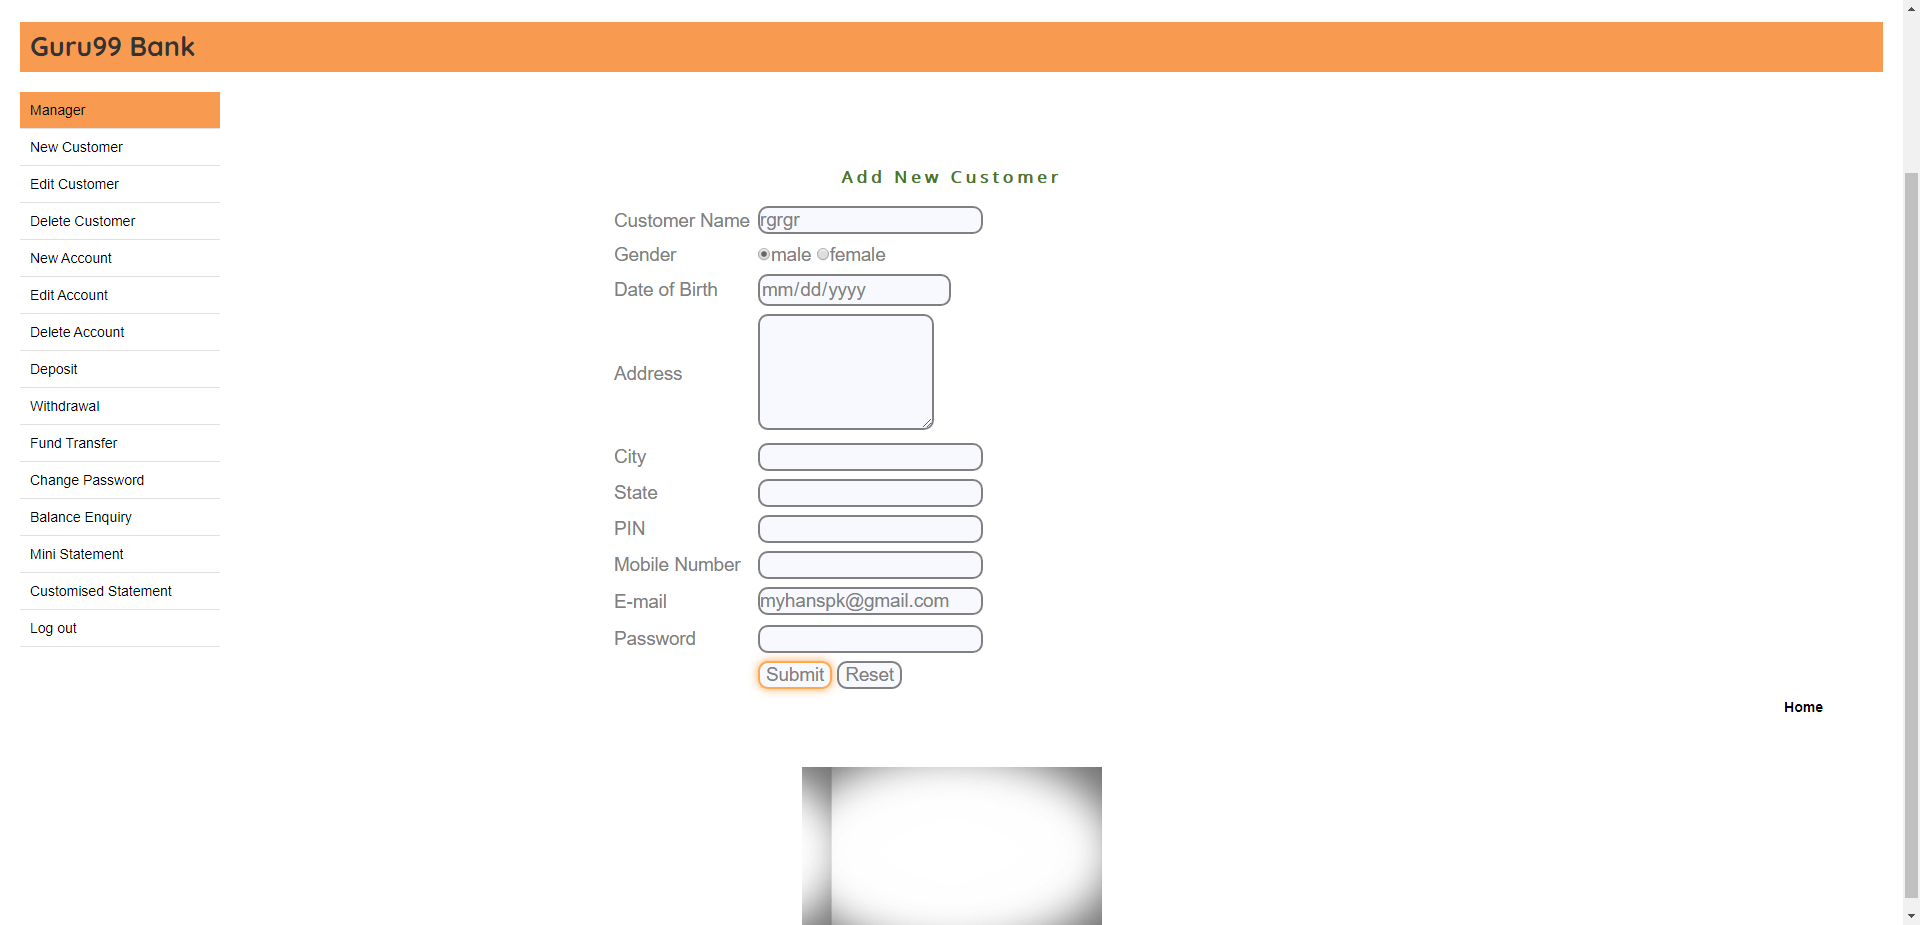 Guru99 Bank
Manager
New Customer
Edit Customer
Delete Customer
New Account
Edit Account
Delete Account
Deposit
Withdrawal
Fund Transfer
Change Password
Balance Enquiry
Mini Statement
Customised Statement
Log out
Add New Customer
Customer Name rgrgr
Gender male female
Date of Birth mm/dd/yyyy
Address
City
State
PIN
Mobile Number
E-mail myhanspk@gmail.com
Password
Submit Reset
Home